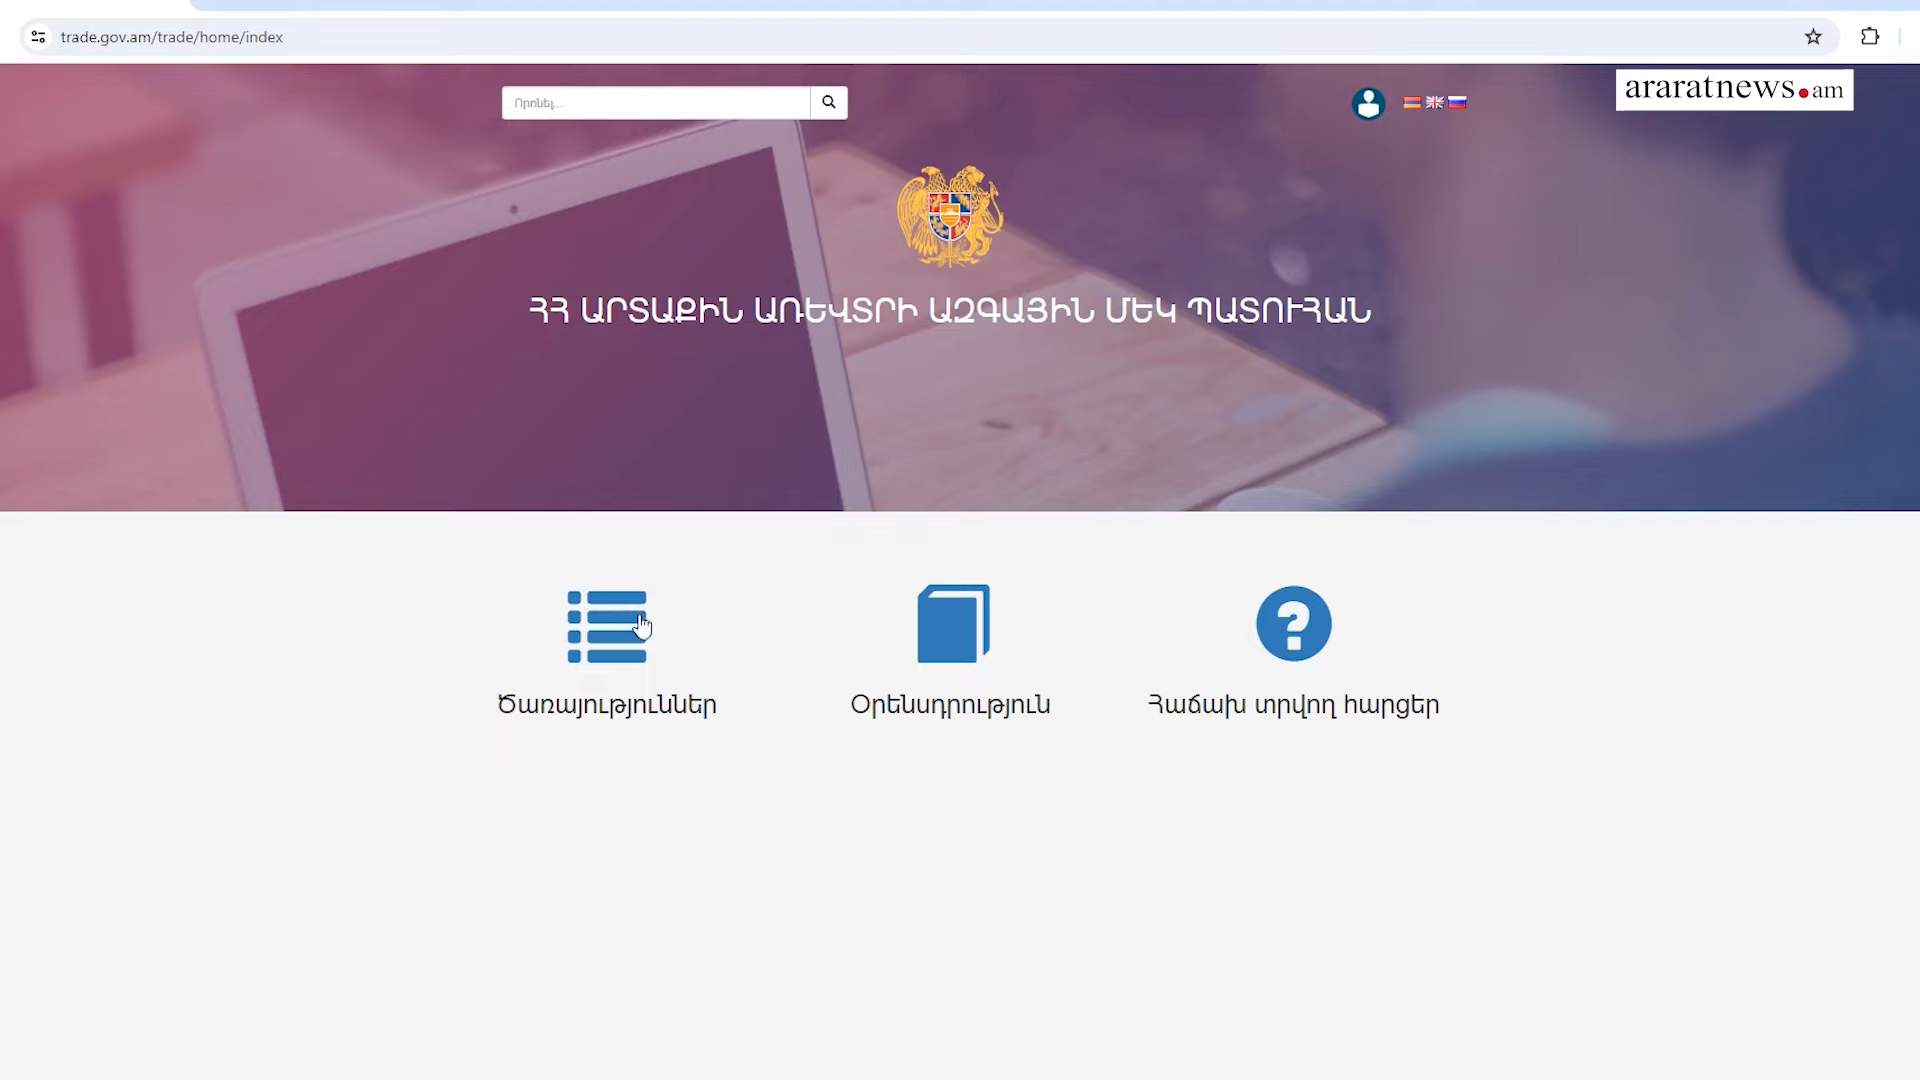 trade.gov.am/trade/home/index
Որոնել...
araratnews.am
ՀՀ ԱՐՏԱՔԻՆ ԱՌԵՎՏՐԻ ԱԶԳԱՅԻՆ ՄԵԿ ՊԱՏՈՒՀԱՆ
Ծառայություններ
Օրենսդրություն
Հաճախ տրվող հարցեր